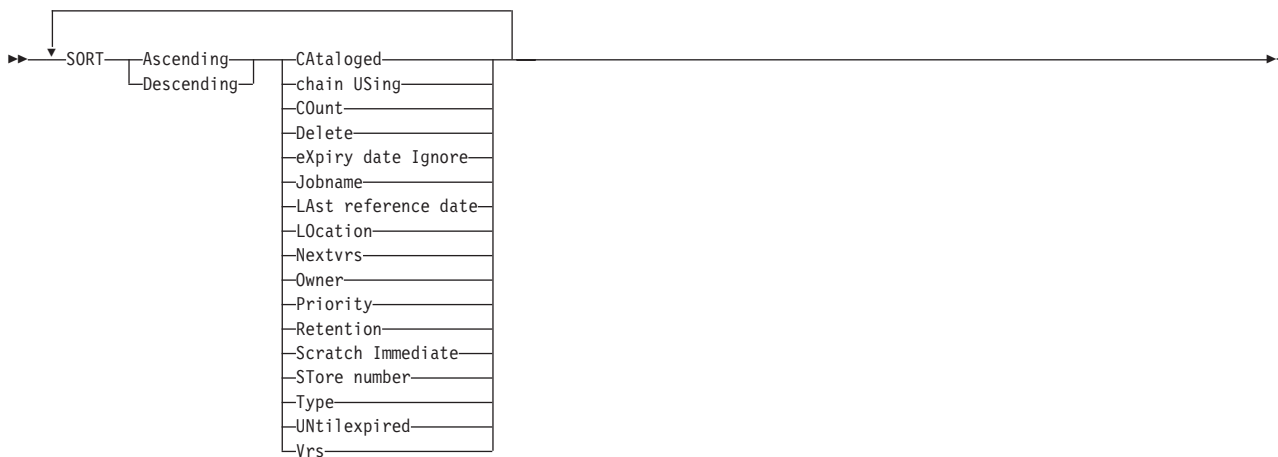 SORT Ascending CAtaloged
Descending chain USing
COunt
Delete
eXpiry date Ignore
Jobname
LAst reference date
LOcation
Nextvrs
Owner
Priority
Retention
Scratch Immediate
STore number
Type
UNtilexpired
Vrs